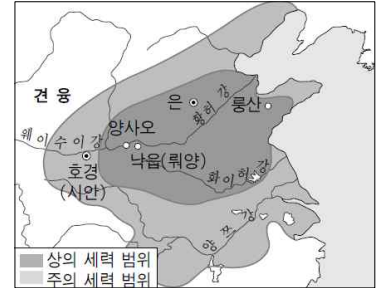 견 융
은
룽산
황허 강
양사오
웨이수이강
낙읍(뤄양)
호경
(시안)
화이허강
양쯔강
상의 세력 범위
주의 세력 범위